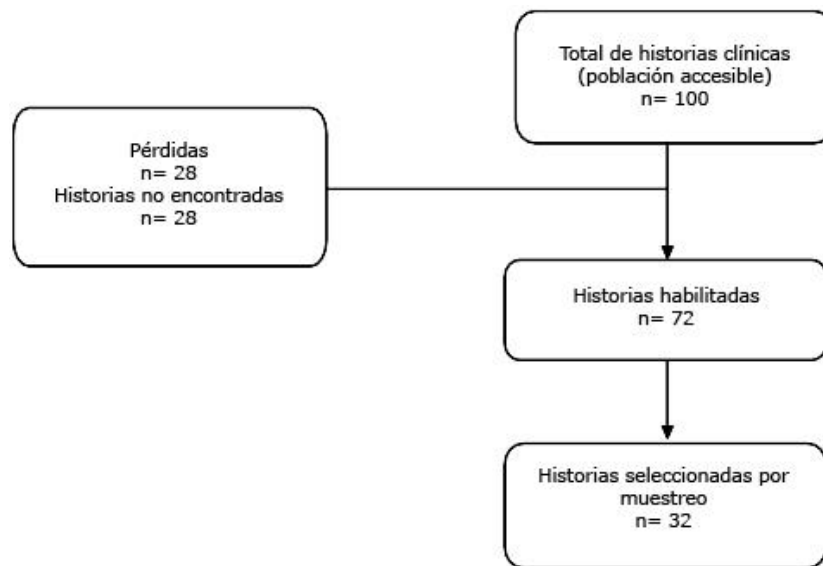 Total de historias clínicas
(población accesible)
n= 100
Pérdidas
n= 28
Historias no encontradas
n= 28
Historias habilitadas
n= 72
Historias seleccionadas por
muestreo
n= 32